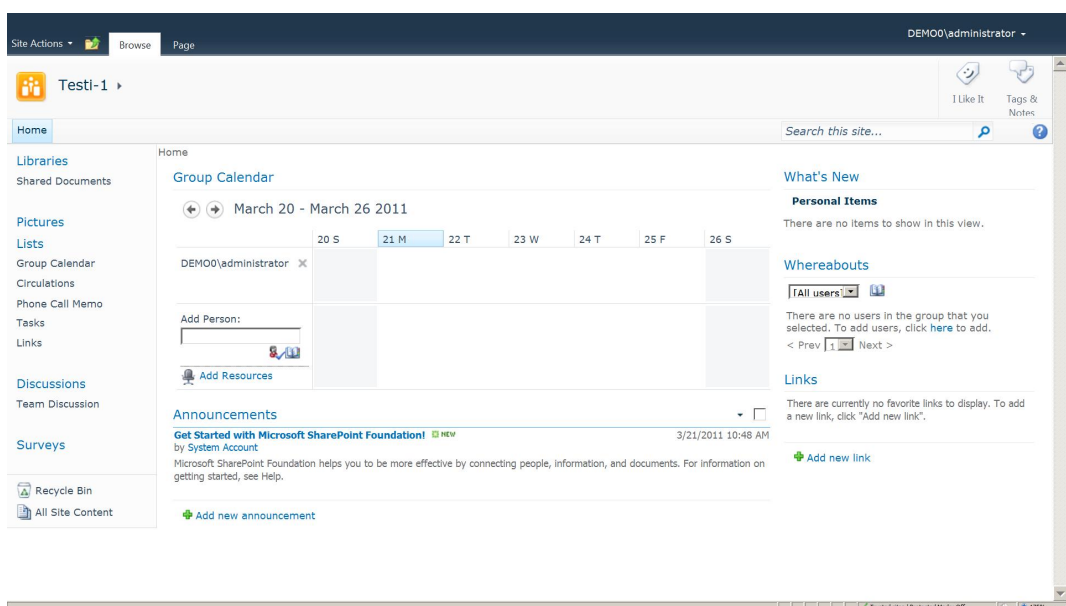 DEMO0\administrator
Site Actions
Browse
Page
Testi-1
I Like It
Tags & Notes
Home
Search this site...
Libraries
Shared Documents
Pictures
Lists
Group Calendar
Circulations
Phone Call Memo
Tasks
Links
Discussions
Team Discussion
Surveys
Recycle Bin
All Site Content
Home
Group Calendar
March 20 - March 26 2011
20 S 21 M 22 T 23 W 24 T 25 F 26 S
DEMO0\administrator
Add Person:
Add Resources
Announcements
Get Started with Microsoft SharePoint Foundation! NEW 3/21/2011 10:48 AM
by System Account
Microsoft SharePoint Foundation helps you to be more effective by connecting people, information, and documents. For information on
getting started, see Help.
Add new announcement
What's New
Personal Items
There are no items to show in this view.
Whereabouts
[All users]
There are no users in the group that you
selected. To add users, click here to add.
< Prev 1 Next >
Links
There are currently no favorite links to display. To add
a new link, click "Add new link".
Add new link